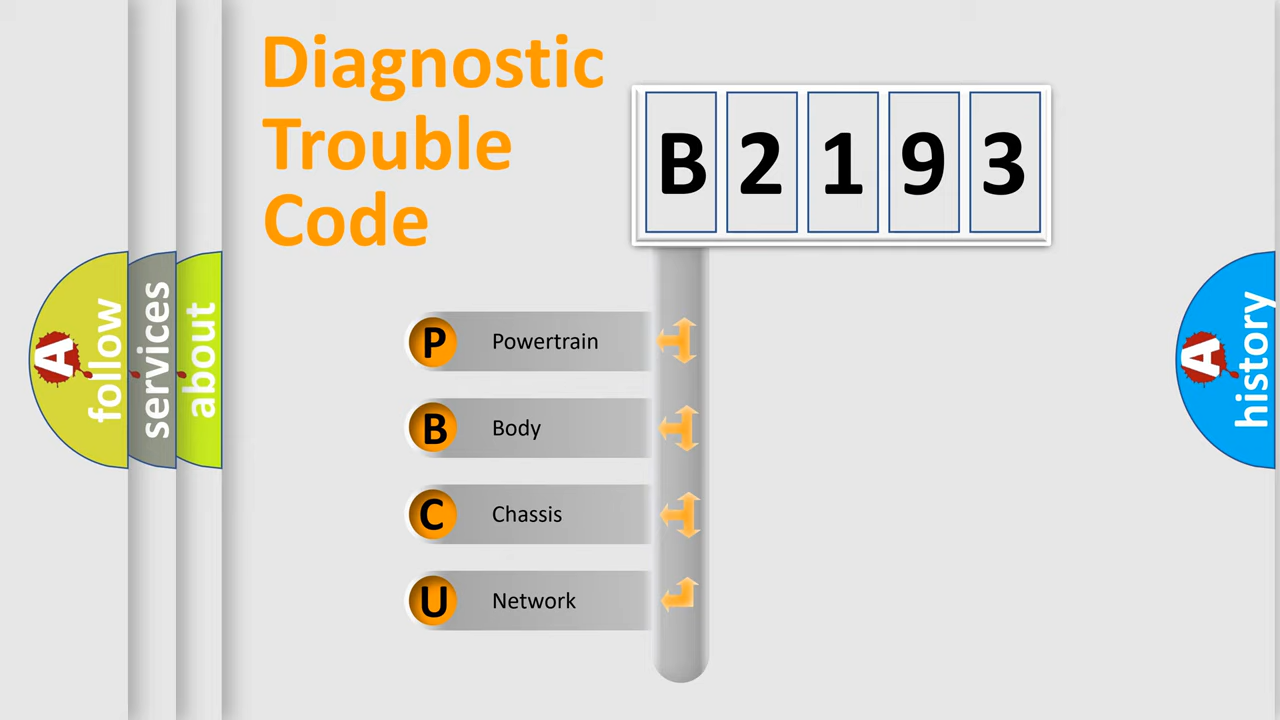 Diagnostic
Trouble
Code
B 2 1 9 3
P Powertrain
B Body
C Chassis
U Network
A follow
services
about
A history